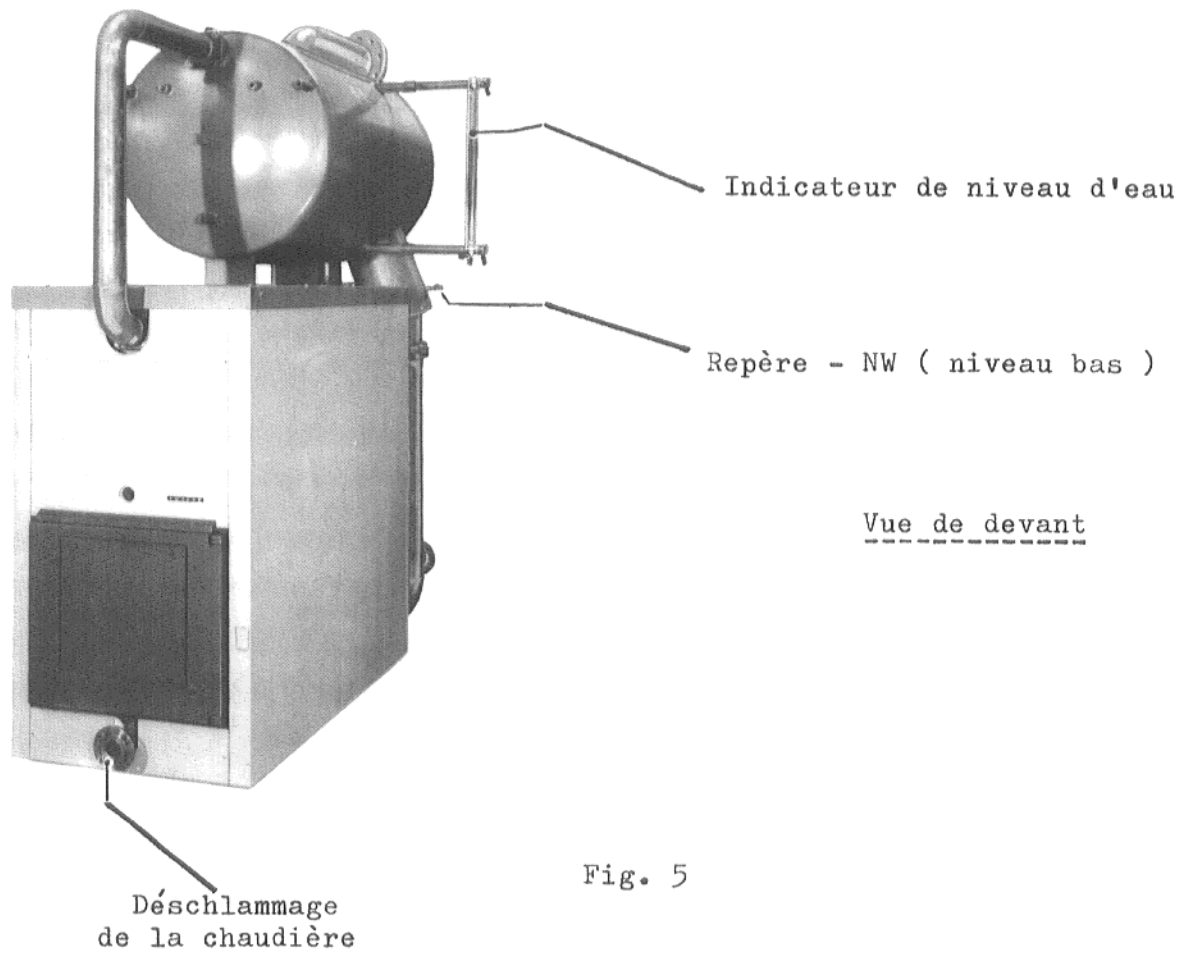 Indicateur de niveau d'eau
Repère - NW ( niveau bas )
Vue de devant
Fig. 5
Déschlammage
de la chaudière